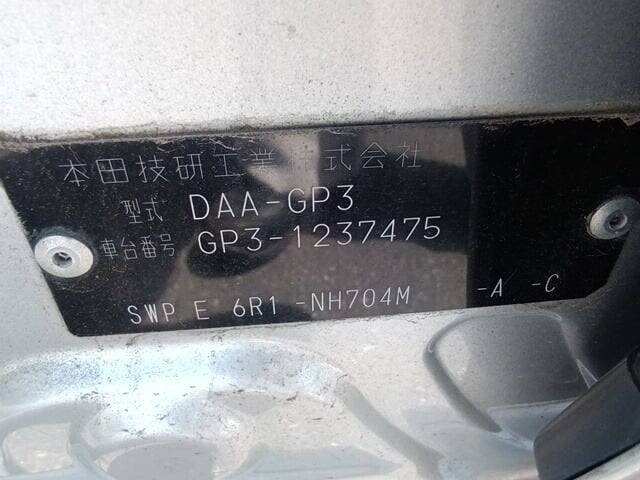 本田技研工業株式会社
型式 DAA-GP3
車台番号 GP3-1237475
SWP E 6R1 -NH704M -A -C